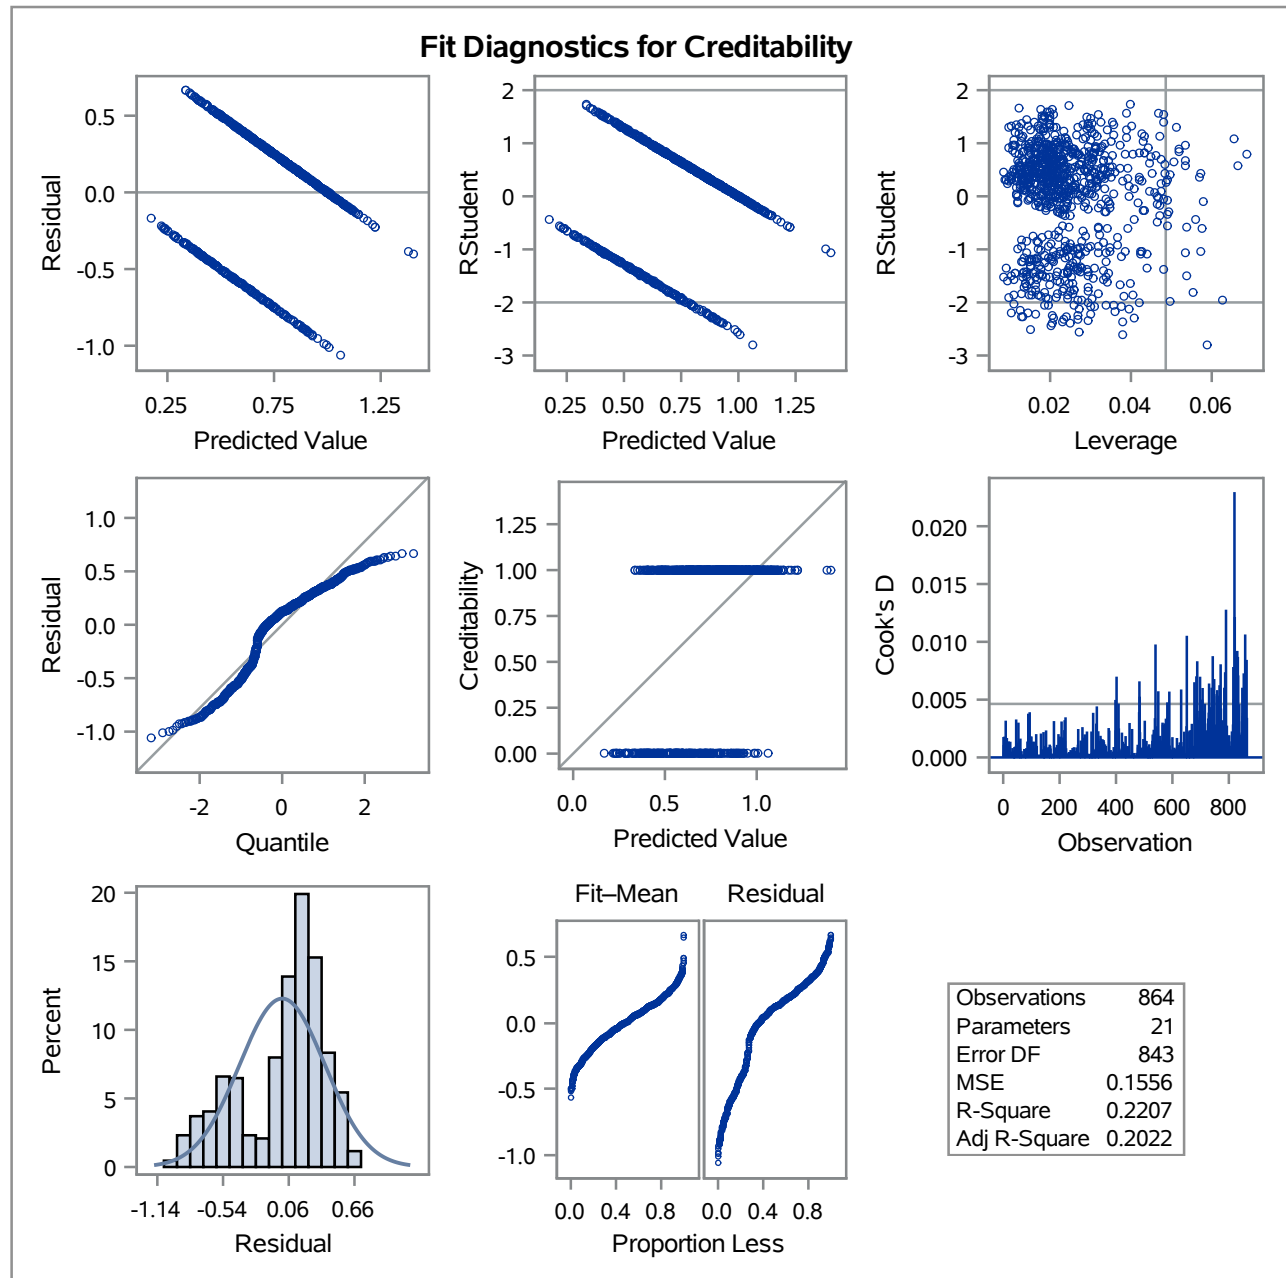 Fit Diagnostics for Creditability
Residual
0.5
0.0
-0.5
-1.0
0.25 0.75 1.25
Predicted Value
RStudent
2
1
0
-1
-2
-3
0.25 0.50 0.75 1.00 1.25
Predicted Value
RStudent
2
1
0
-1
-2
-3
0.02 0.04 0.06
Leverage
Residual
1.0
0.5
0.0
-0.5
-1.0
-2 0 2
Quantile
Creditability
1.25
1.00
0.75
0.50
0.25
0.00
0.0 0.5 1.0
Predicted Value
Cook's D
0.020
0.015
0.010
0.005
0.000
0 200 400 600 800
Observation
Percent
20
15
10
5
0
-1.14 -0.54 0.06 0.66
Residual
Fit–Mean Residual
0.5
0.0
-0.5
-1.0
0.0 0.4 0.8 0.0 0.4 0.8
Proportion Less
Observations 864
Parameters 21
Error DF 843
MSE 0.1556
R-Square 0.2207
Adj R-Square 0.2022